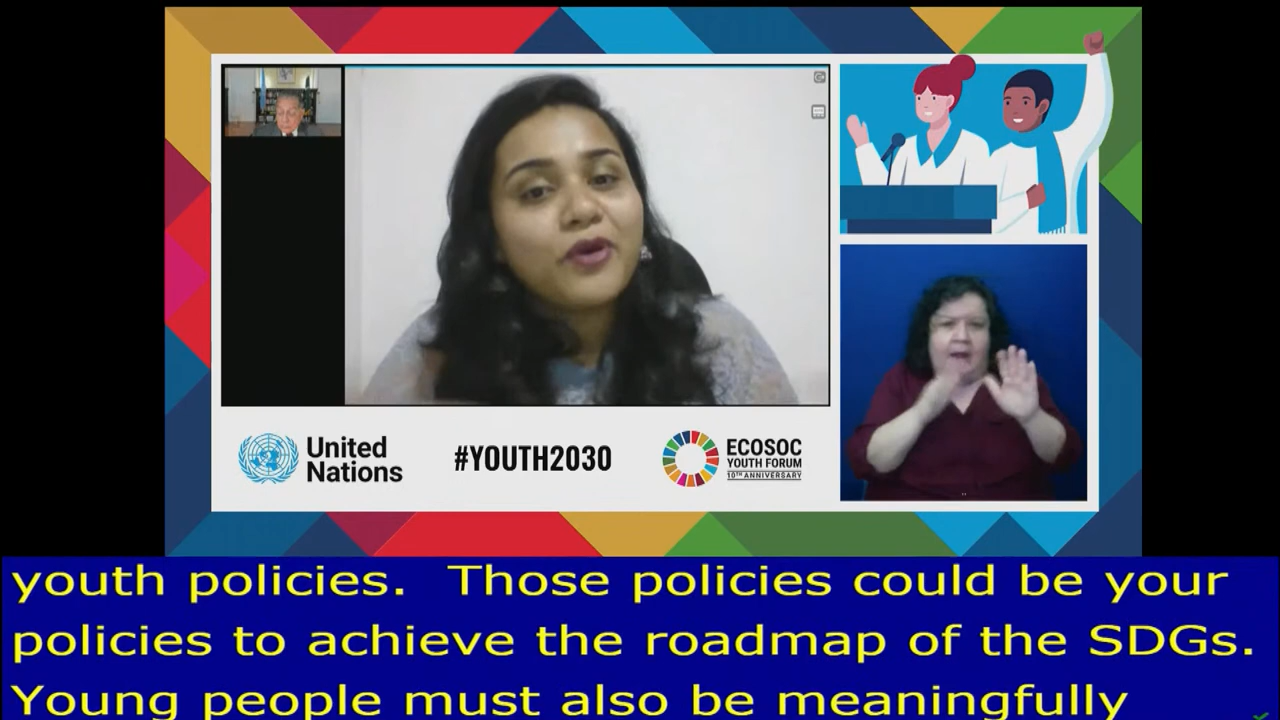 United
Nations
#YOUTH2030
ECOSOC
YOUTH FORUM
10TH ANNIVERSARY
youth policies.  Those policies could be your
policies to achieve the roadmap of the SDGs.
Young people must also be meaningfully